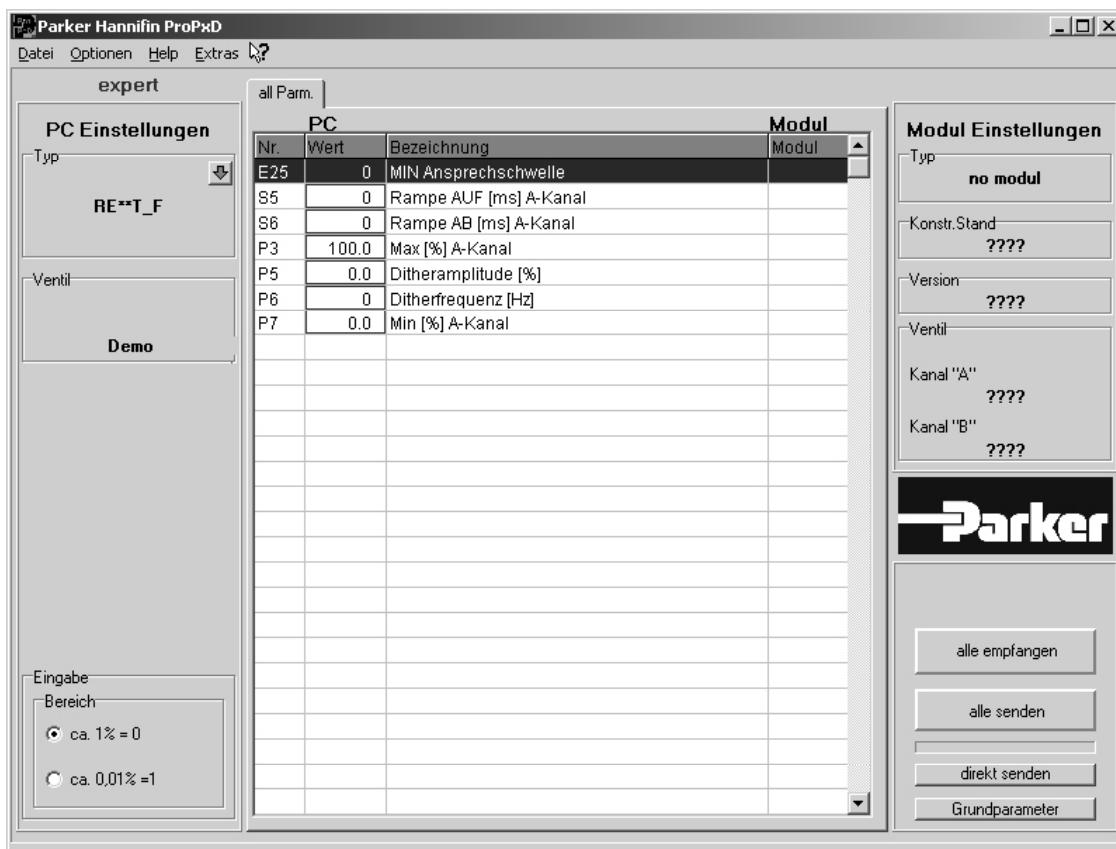 Parker Hannifin ProPxD
Datei Optionen Help Extras
expert
PC Einstellungen
Typ
RE**T_F
Ventil
Demo
Eingabe
Bereich
ca. 1% = 0
ca. 0,01% =1
all Parm.
PC Modul
Nr. Wert Bezeichnung Modul
E25 0 MIN Ansprechschwelle
S5 0 Rampe AUF [ms] A-Kanal
S6 0 Rampe AB [ms] A-Kanal
P3 100.0 Max [%] A-Kanal
P5 0.0 Ditheramplitude [%]
P6 0 Ditherfrequenz [Hz]
P7 0.0 Min [%] A-Kanal
Modul Einstellungen
Typ
no modul
Konstr.Stand
????
Version
????
Ventil
Kanal "A"
????
Kanal "B"
????
Parker
alle empfangen
alle senden
direkt senden
Grundparameter